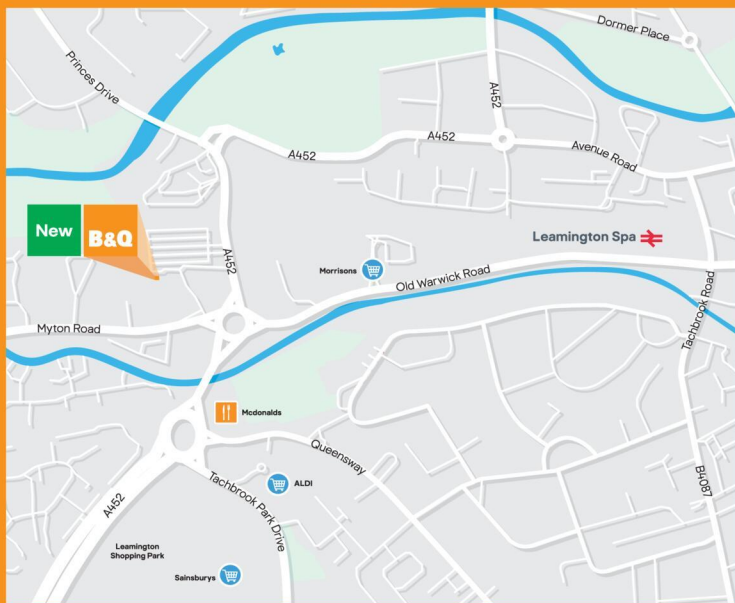 Dormer Place
Princes Drive
A452
A452
A452
Avenue Road
New
B&Q
Leamington Spa
A452
Morrisons
Old Warwick Road
Myton Road
Tachbrook Road
Mcdonalds
Queensway
ALDI
B4087
Tachbrook Park Drive
A452
Leamington
Shopping Park
Sainsburys